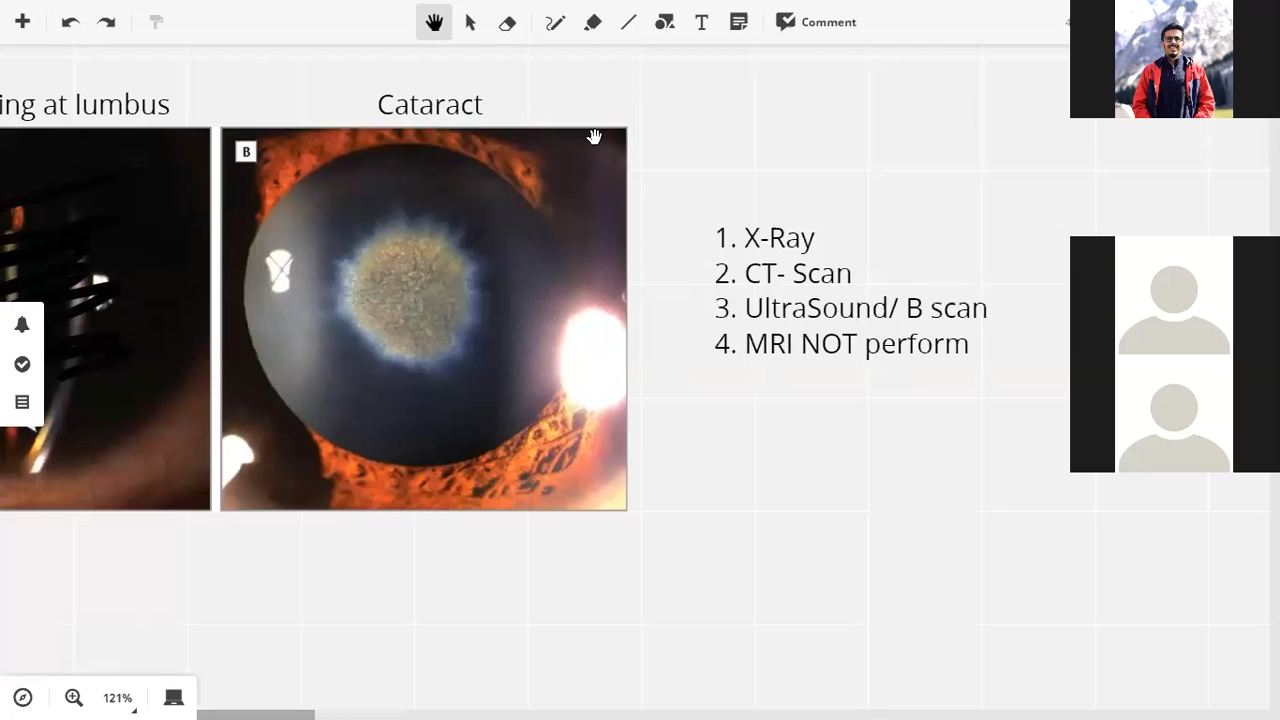 Comment
ing at lumbus
Cataract
B
1. X-Ray
2. CT- Scan
3. UltraSound/ B scan
4. MRI NOT perform
121%